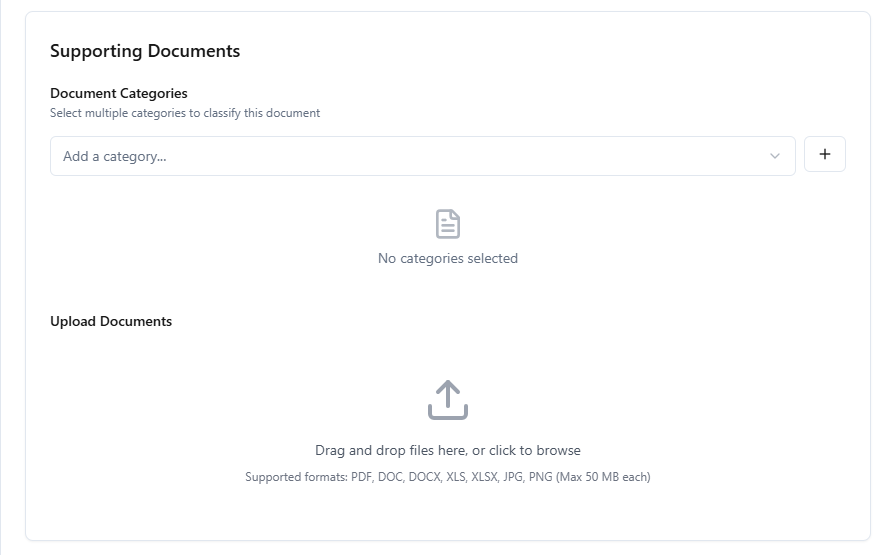 Supporting Documents
Document Categories
Select multiple categories to classify this document
Add a category...
No categories selected
Upload Documents
Drag and drop files here, or click to browse
Supported formats: PDF, DOC, DOCX, XLS, XLSX, JPG, PNG (Max 50 MB each)